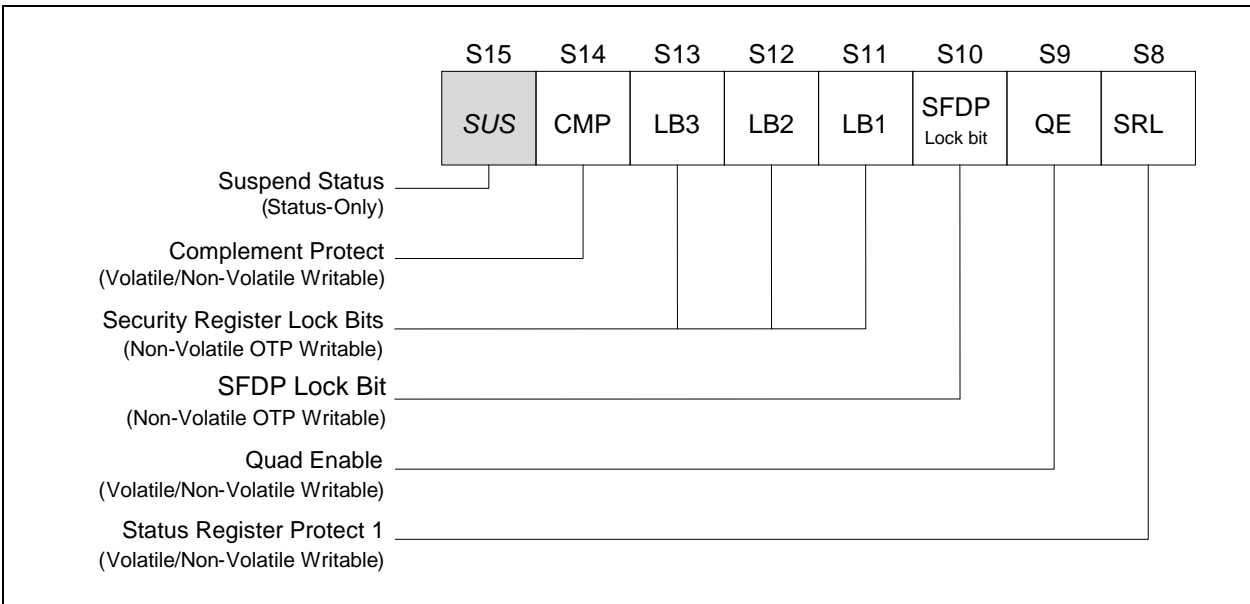 S15 S14 S13 S12 S11 S10 S9 S8
SUS CMP LB3 LB2 LB1 SFDP Lock bit QE SRL
Suspend Status
(Status-Only)
Complement Protect
(Volatile/Non-Volatile Writable)
Security Register Lock Bits
(Non-Volatile OTP Writable)
SFDP Lock Bit
(Non-Volatile OTP Writable)
Quad Enable
(Volatile/Non-Volatile Writable)
Status Register Protect 1
(Volatile/Non-Volatile Writable)